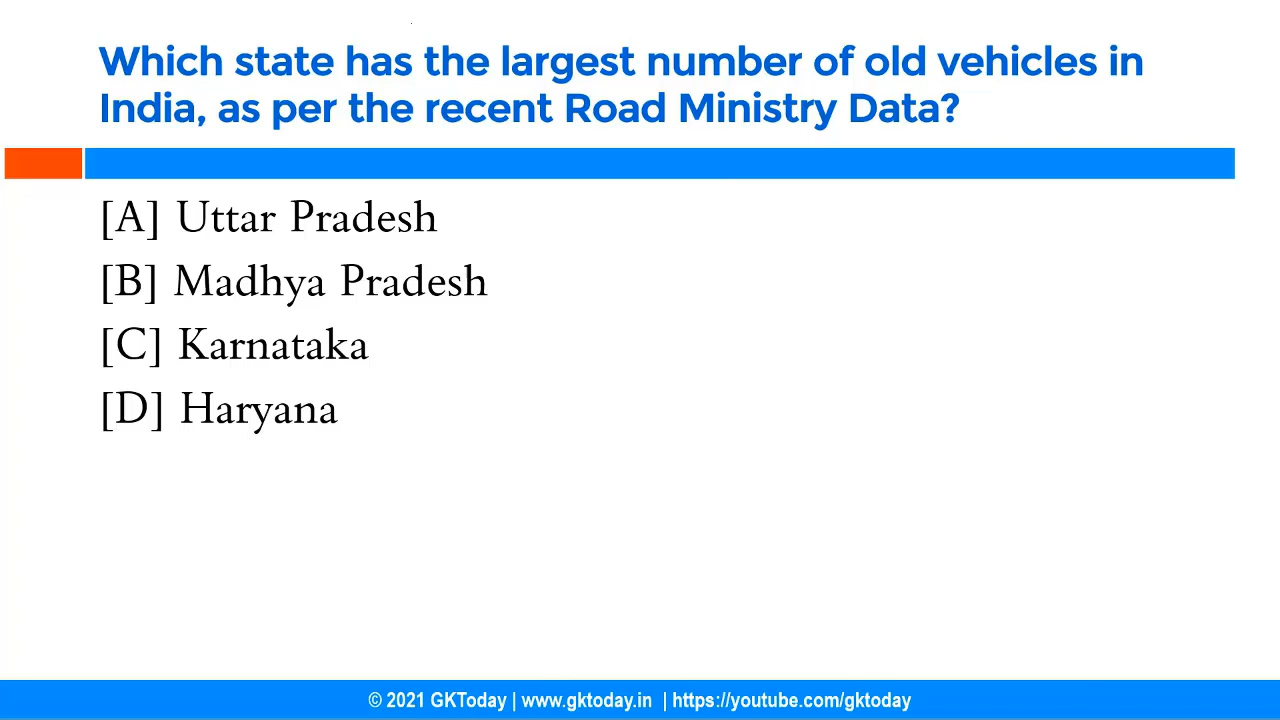 Which state has the largest number of old vehicles in
India, as per the recent Road Ministry Data?
[A] Uttar Pradesh
[B] Madhya Pradesh
[C] Karnataka
[D] Haryana
© 2021 GKToday | www.gktoday.in | https://youtube.com/gktoday